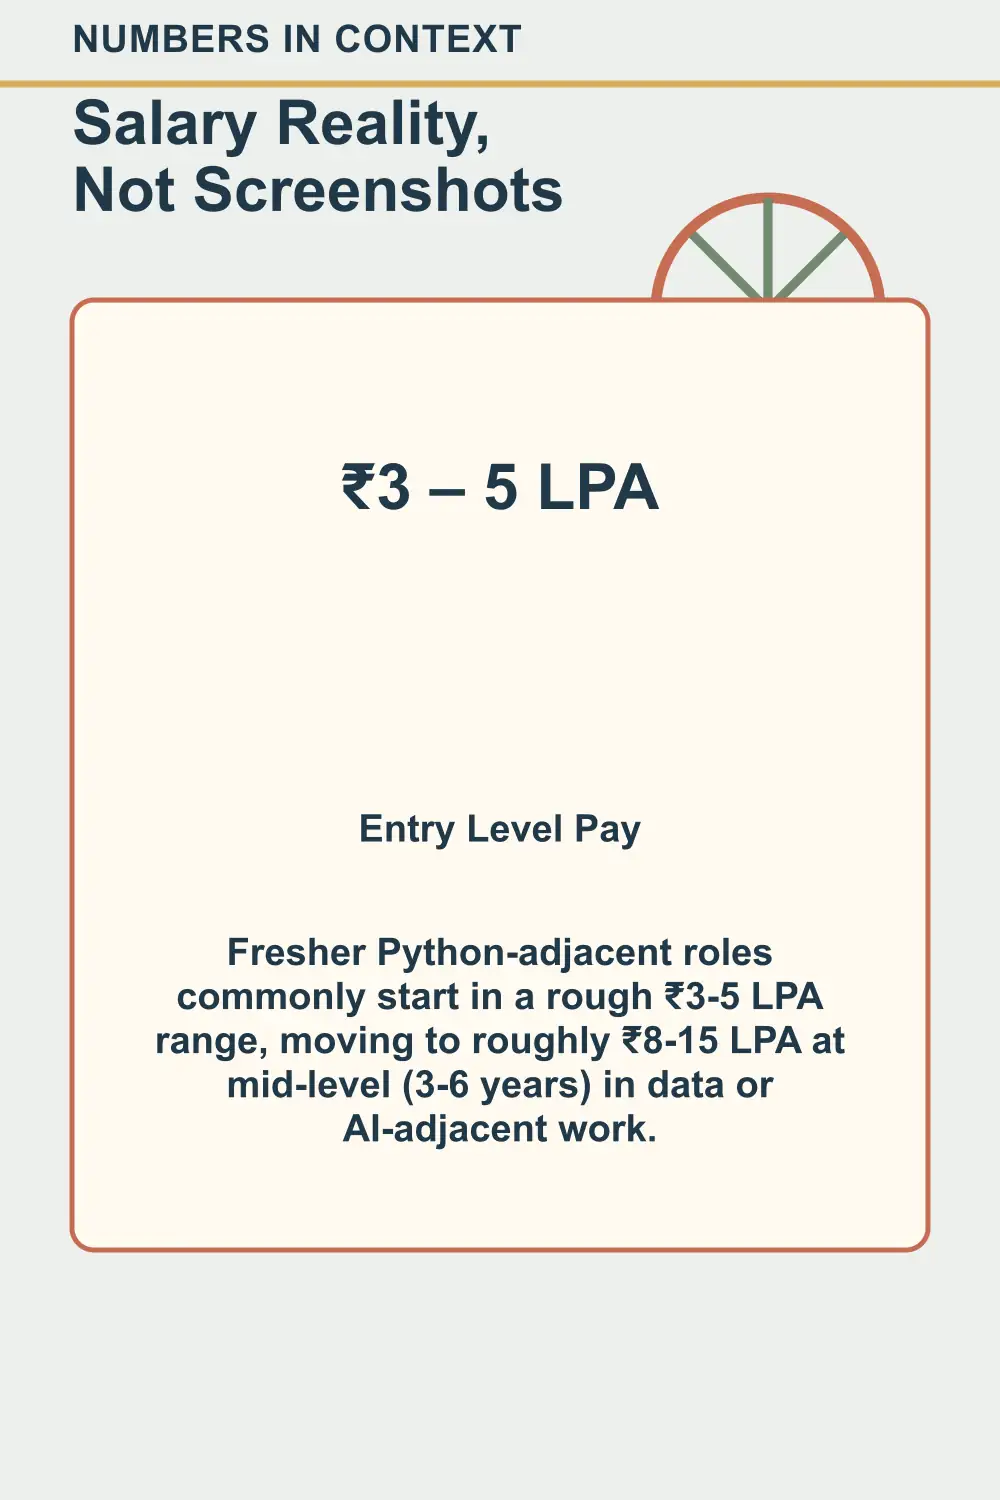 NUMBERS IN CONTEXT
Salary Reality,
Not Screenshots
₹3 – 5 LPA
Entry Level Pay
Fresher Python-adjacent roles
commonly start in a rough ₹3-5 LPA
range, moving to roughly ₹8-15 LPA at
mid-level (3-6 years) in data or
AI-adjacent work.